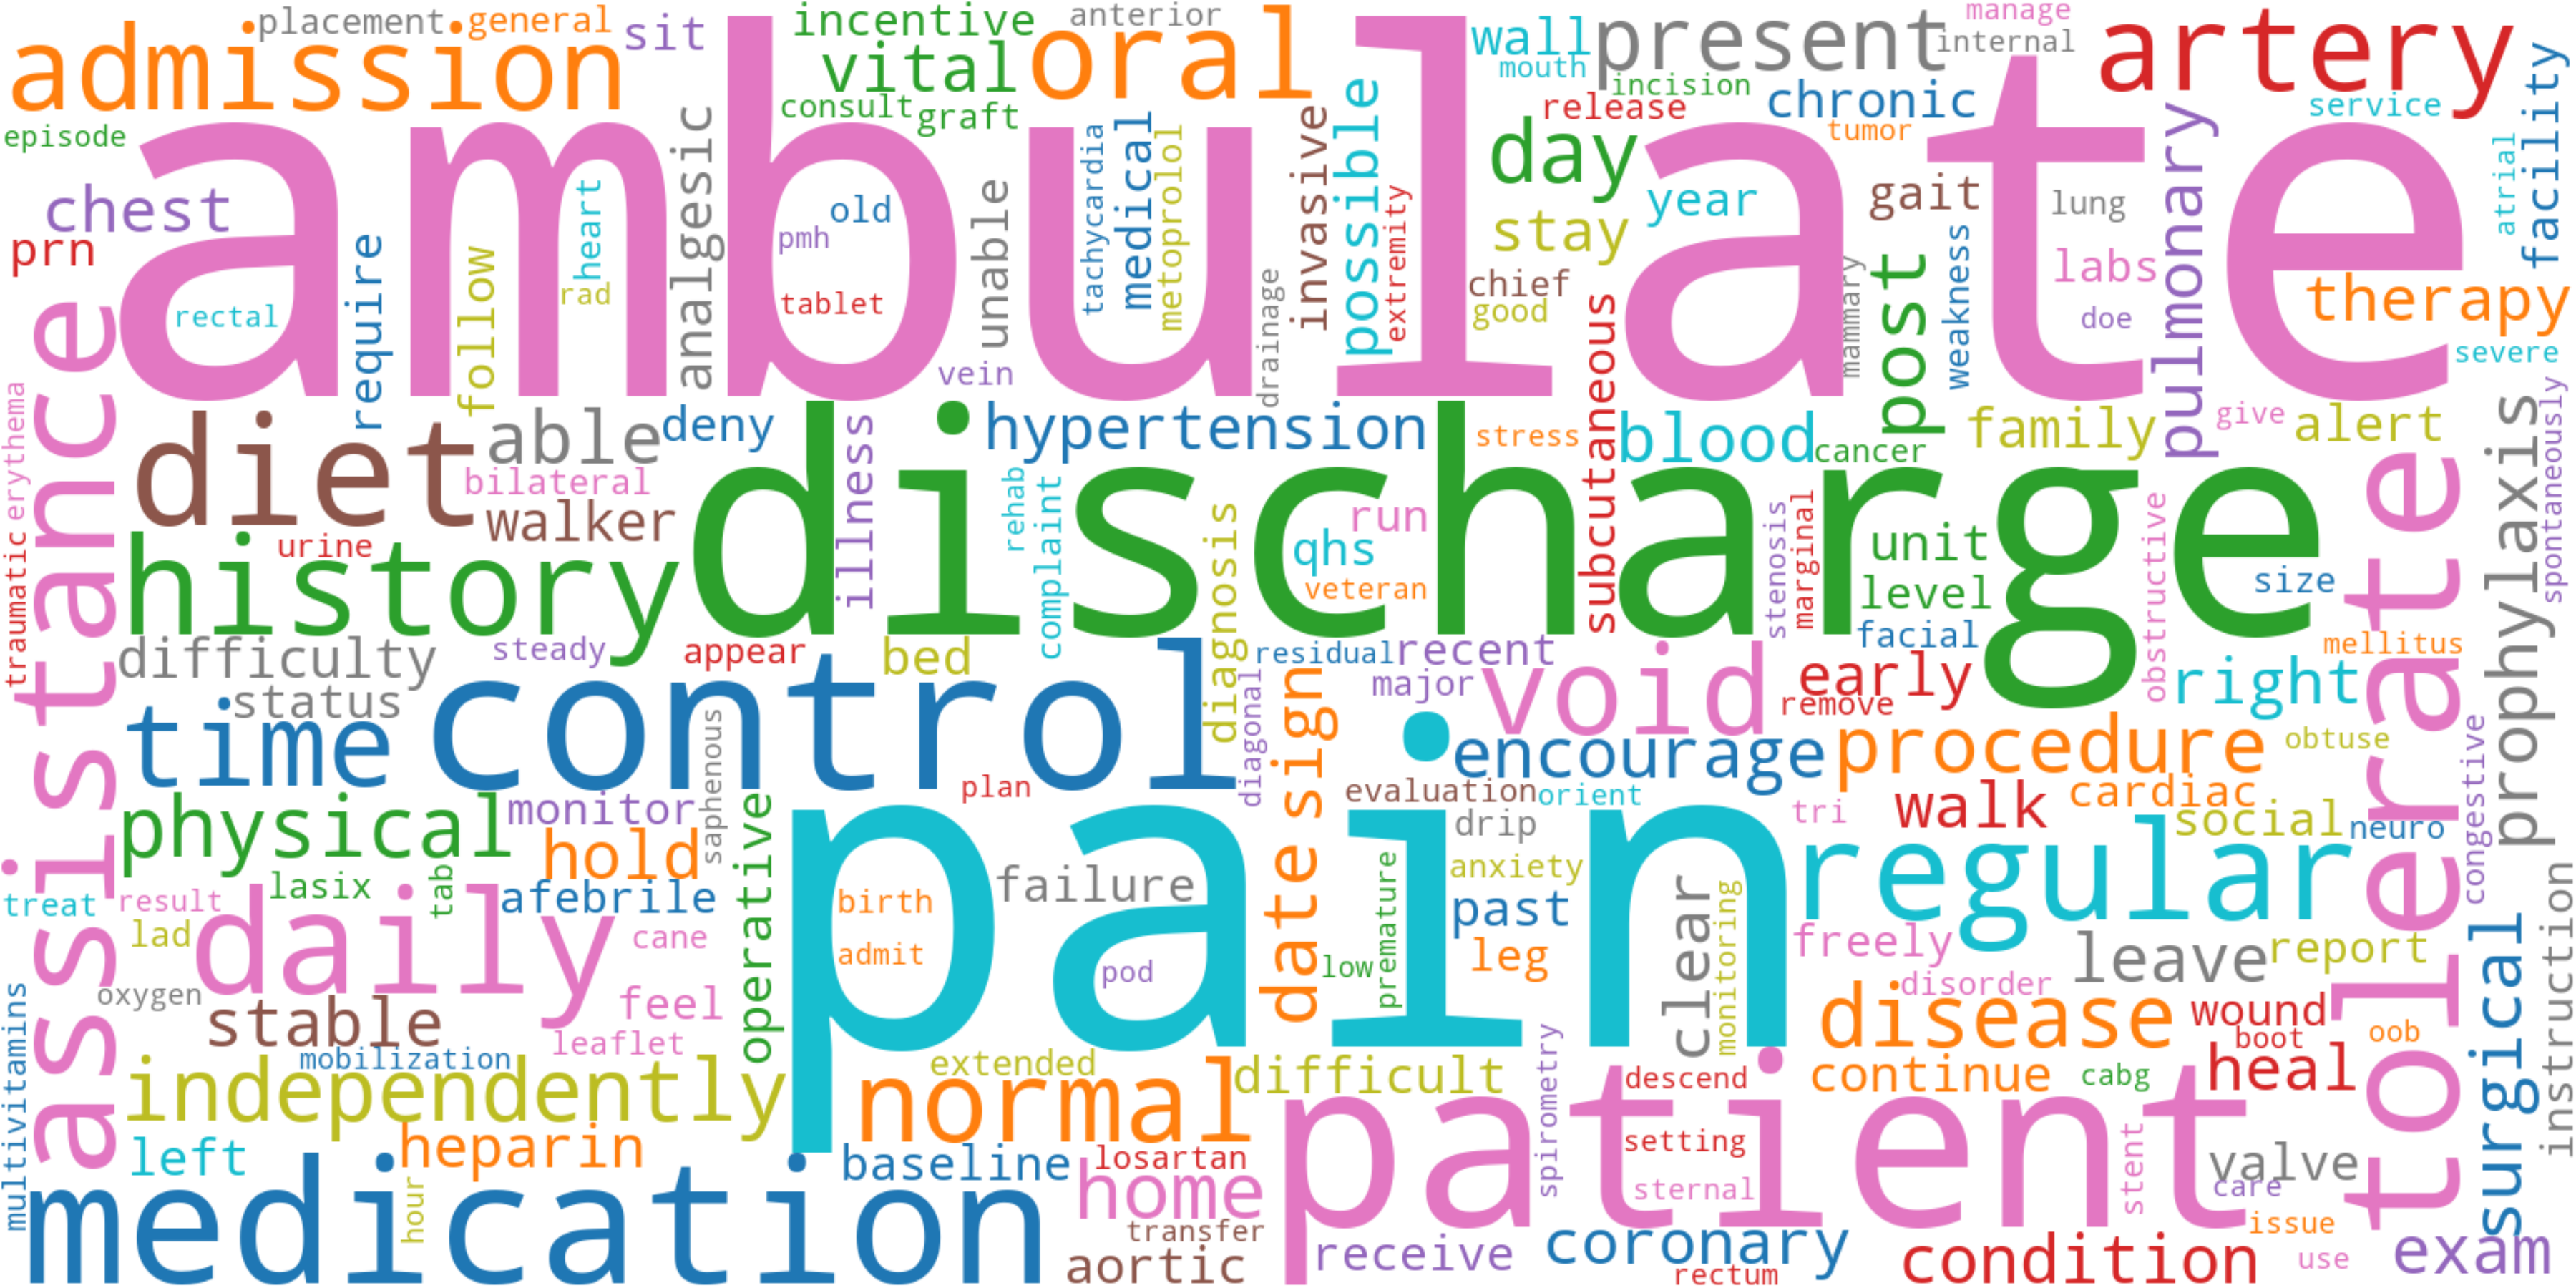 placement general sit incentive anterior manage
admission vital oral wall present internal artery
mouth incision
consult graft release chronic service facility
episode analgesic medical metoprolol tachycardia invasive possible day tumor pulmonary atrial
ambulate
chest heart old pmh unable extremity stay year gait lung
prn require follow rad tablet drainage chief good mammary post weakness labs doe therapy
rectal vein subcutaneous severe
assistance erythema diet able deny illness hypertension stress blood cancer family give alert prophylaxis spontaneously
bilateral walker rehab complaint diagnosis run
discharge
traumatic urine history qhs veteran stenosis marginal unit level obstructive size tolerate
difficulty steady appear bed residual recent facial mellitus
status major void early remove right
time control saphenous diagonal date sign encourage procedure obtuse congestive
plan evaluation orient tri walk cardiac
physical monitor operative drip social neuro
hold pain anxiety regular
treat result lasix tab afebrile birth failure premature past clear monitoring
lad daily cane admit pod low leg freely leave report surgical instruction
oxygen feel disorder
stable leaflet disease wound boot oob
multivitamins mobilization extended difficult spirometry descend continue cabg heal
independently normal patient
left heparin baseline losartan setting stent valve
medication hour home sternal care
transfer issue
aortic receive coronary rectum condition use exam